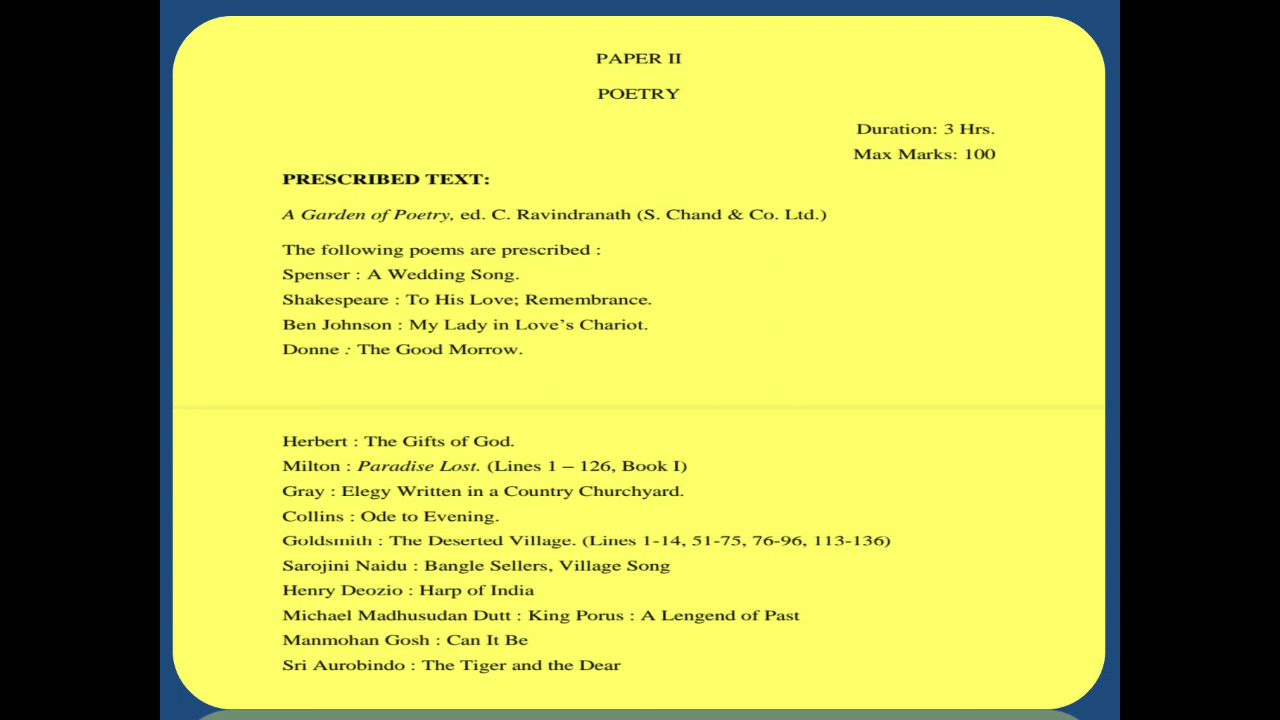 PAPER II
POETRY
Duration: 3 Hrs.
Max Marks: 100
PRESCRIBED TEXT:
A Garden of Poetry, ed. C. Ravindranath (S. Chand & Co. Ltd.)
The following poems are prescribed :
Spenser : A Wedding Song.
Shakespeare : To His Love; Remembrance.
Ben Johnson : My Lady in Love’s Chariot.
Donne : The Good Morrow.
Herbert : The Gifts of God.
Milton : Paradise Lost. (Lines 1 – 126, Book I)
Gray : Elegy Written in a Country Churchyard.
Collins : Ode to Evening.
Goldsmith : The Deserted Village. (Lines 1-14, 51-75, 76-96, 113-136)
Sarojini Naidu : Bangle Sellers, Village Song
Henry Deozio : Harp of India
Michael Madhusudan Dutt : King Porus : A Lengend of Past
Manmohan Gosh : Can It Be
Sri Aurobindo : The Tiger and the Dear